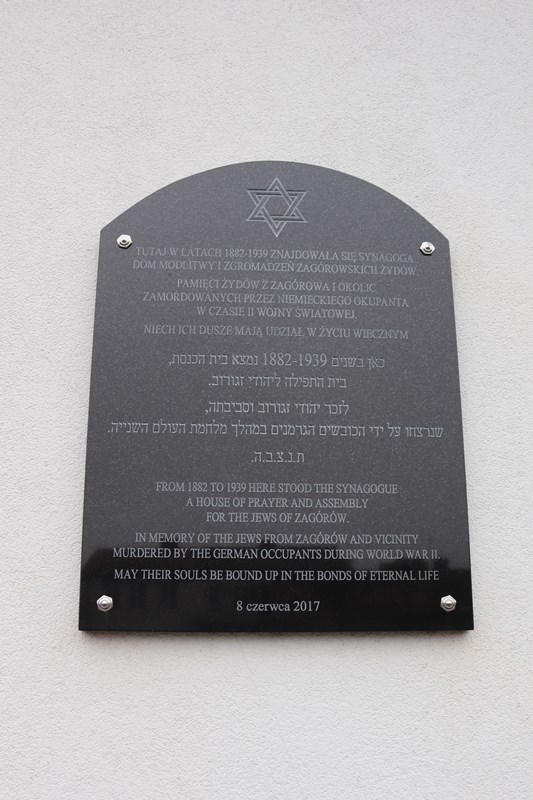 TUTAJ W LATACH 1882-1939 ZNAJDOWAŁA SIĘ SYNAGOGA
DOM MODLITWY I ZGROMADZEŃ ZAGÓROWSKICH ŻYDÓW.
PAMIĘCI ŻYDÓW Z ZAGÓROWA I OKOLIC
ZAMORDOWANYCH PRZEZ NIEMIECKIEGO OKUPANTA
W CZASIE II WOJNY ŚWIATOWEJ.
NIECH ICH DUSZE MAJĄ UDZIAŁ W ŻYCIU WIECZNYM
כאן בשנים 1882-1939 נמצא בית הכנסת,
בית התפילה ליהודי זגורוב.
לזכר יהודי זגורוב וסביבתה,
שנרצחו על ידי הכובשים הגרמנים במהלך מלחמת העולם השנייה.
ת.נ.צ.ב.ה.
FROM 1882 TO 1939 HERE STOOD THE SYNAGOGUE
A HOUSE OF PRAYER AND ASSEMBLY
FOR THE JEWS OF ZAGÓRÓW.
IN MEMORY OF THE JEWS FROM ZAGÓRÓW AND VICINITY
MURDERED BY THE GERMAN OCCUPANTS DURING WORLD WAR II.
MAY THEIR SOULS BE BOUND UP IN THE BONDS OF ETERNAL LIFE
8 czerwca 2017